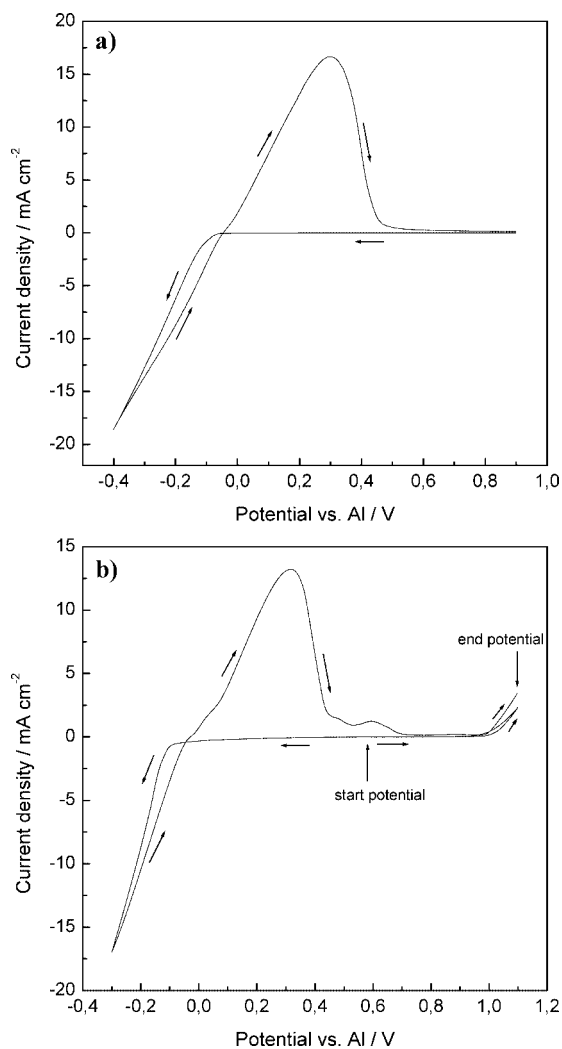 a)
20
15
10
5
0
-5
-10
-15
-20
Current density / mA cm-2
-0,4 -0,2 0,0 0,2 0,4 0,6 0,8 1,0
Potential vs. Al / V
b)
15
10
5
0
-5
-10
-15
-20
Current density / mA cm-2
end potential
start potential
-0,4 -0,2 0,0 0,2 0,4 0,6 0,8 1,0 1,2
Potential vs. Al / V